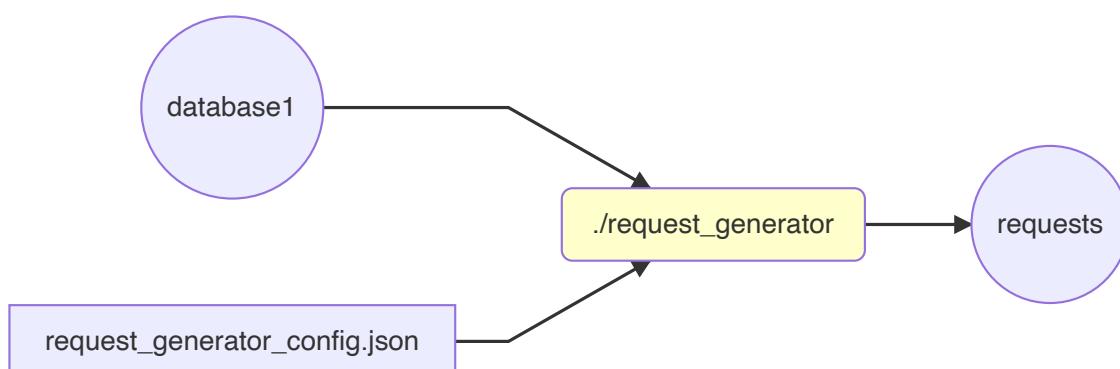 database1
./request_generator
requests
request_generator_config.json